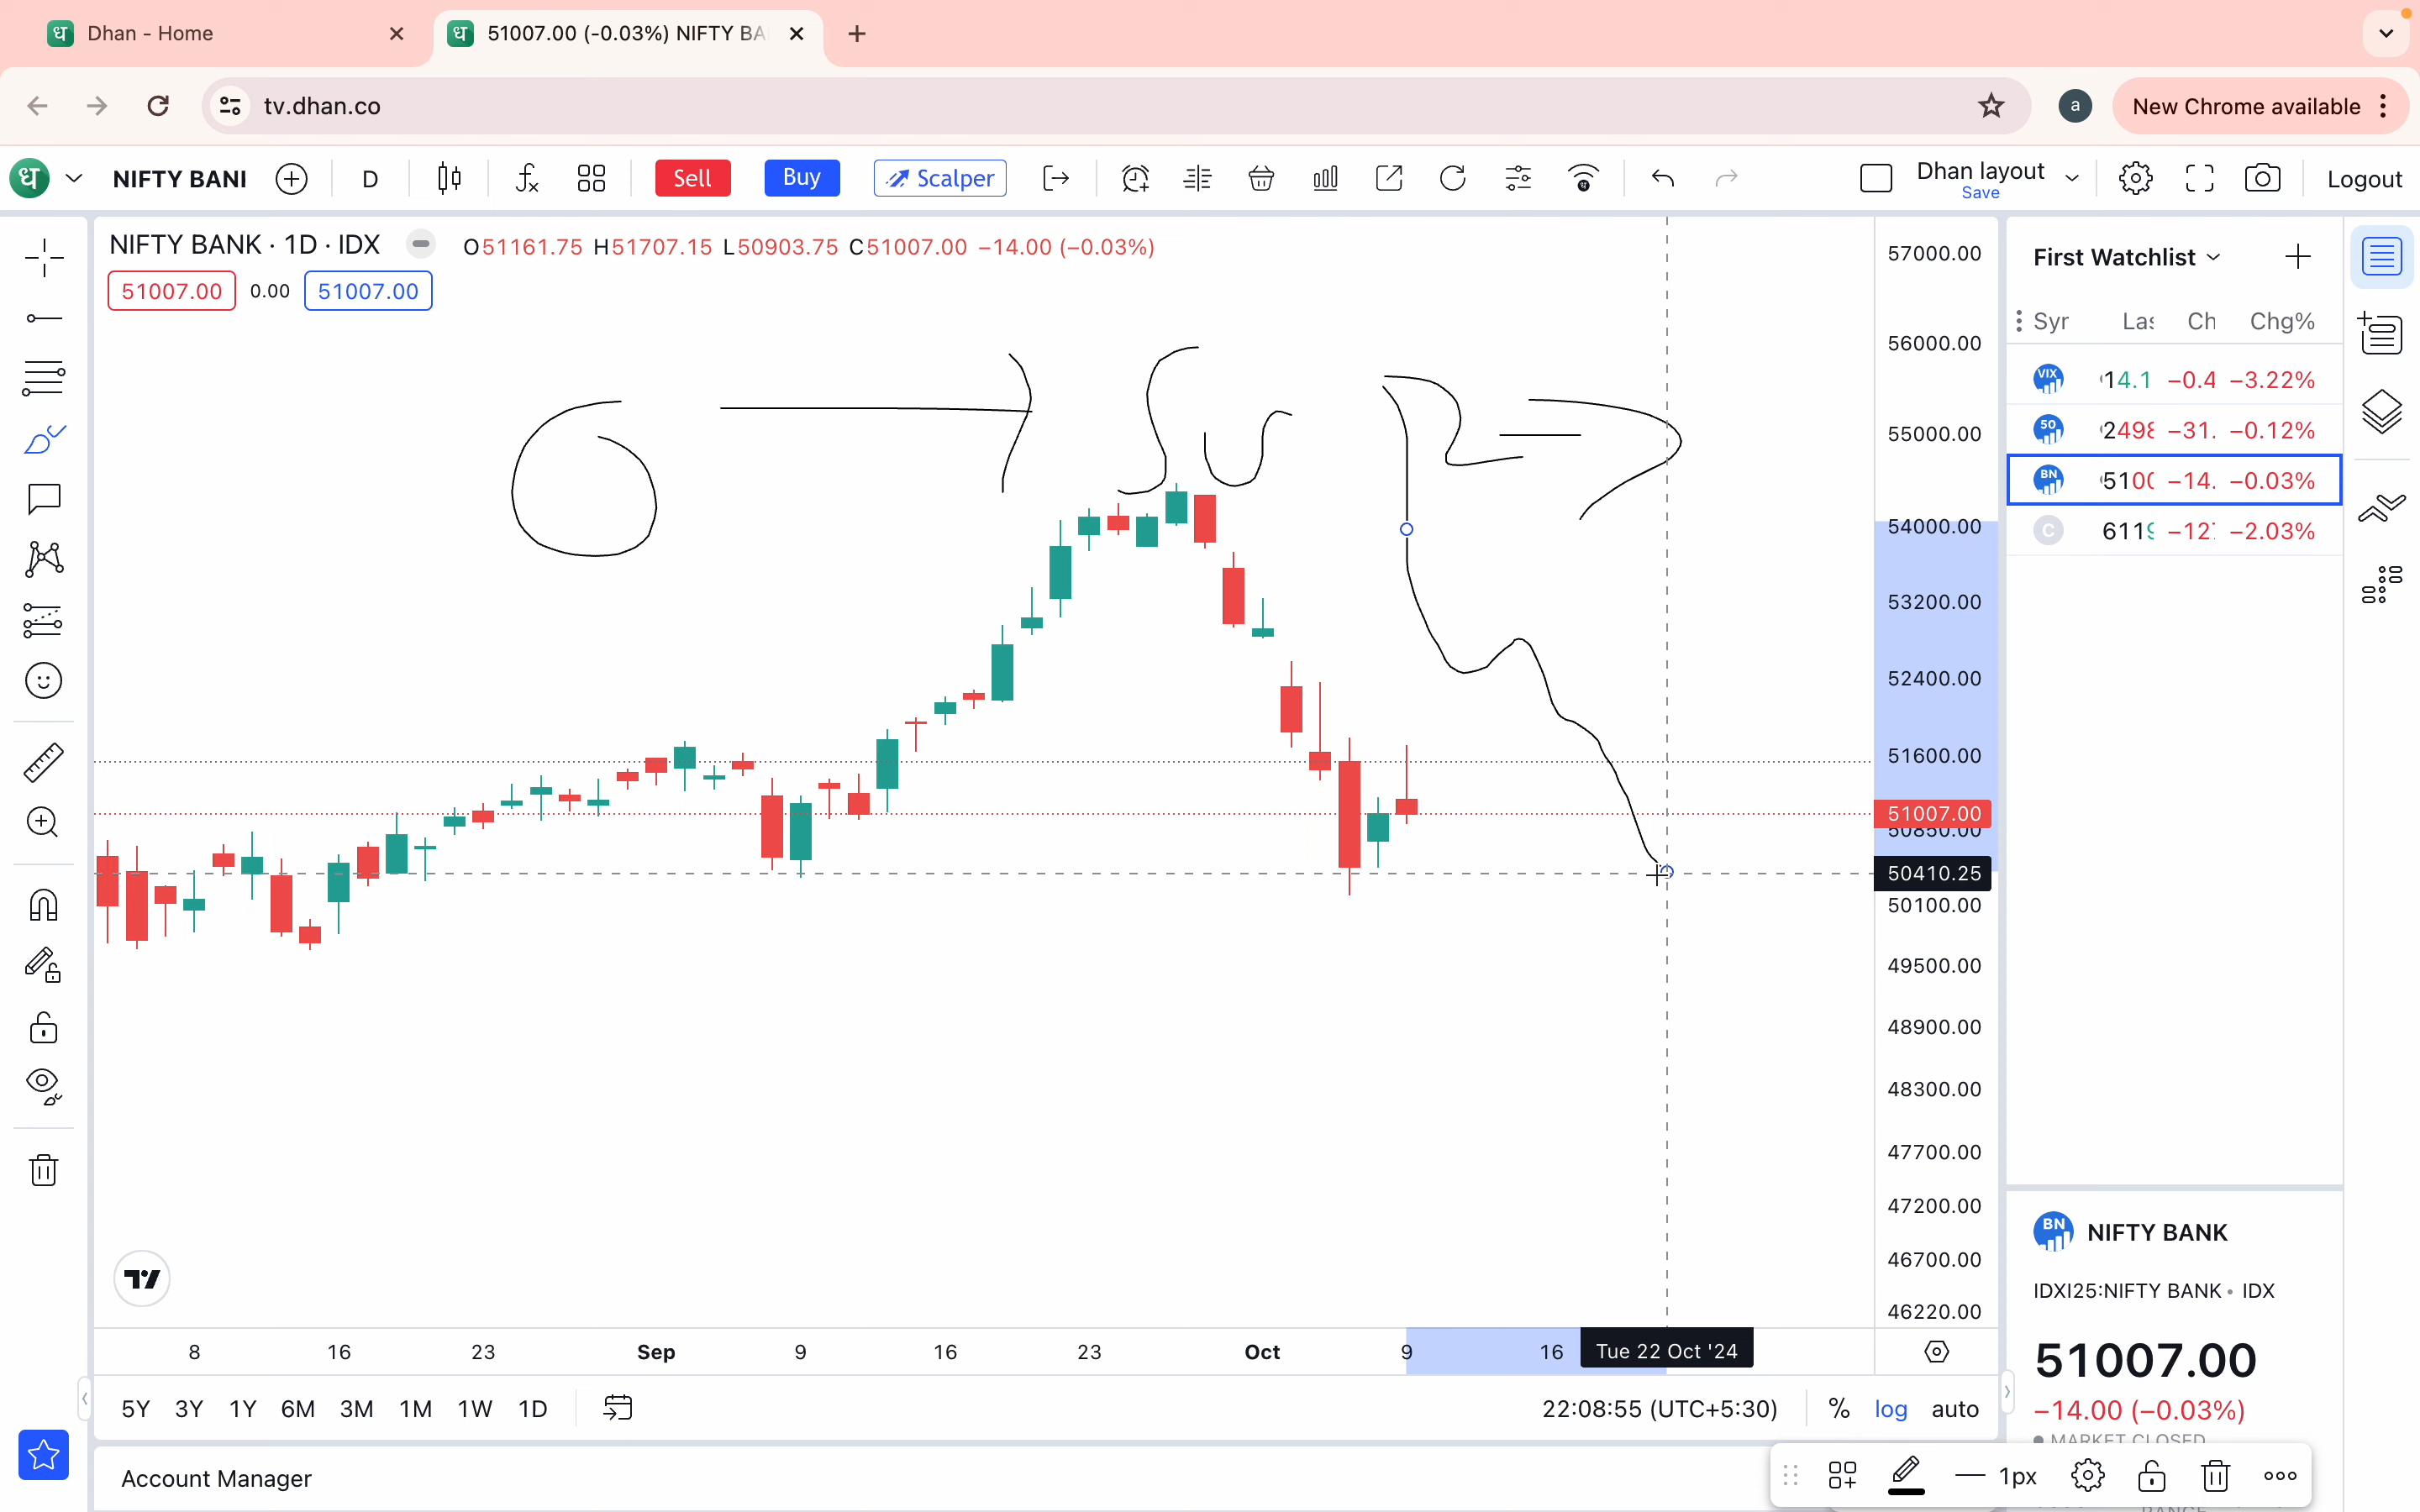 Dhan - Home
51007.00 (-0.03%) NIFTY BA
tv.dhan.co
a
New Chrome available
ध
NIFTY BANI
D
Sell
Buy
Scalper
Dhan layout
Save
Logout
NIFTY BANK · 1D · IDX
O51161.75 H51707.15 L50903.75 C51007.00 −14.00 (−0.03%)
51007.00 0.00 51007.00
57000.00
56000.00
55000.00
54000.00
53200.00
52400.00
51600.00
51007.00
50850.00
50410.25
50100.00
49500.00
48900.00
48300.00
47700.00
47200.00
46700.00
46220.00
8 16 23 Sep 9 16 23 Oct 9 16 Tue 22 Oct '24
5Y 3Y 1Y 6M 3M 1M 1W 1D
22:08:55 (UTC+5:30) % log auto
Account Manager
First Watchlist
Syr Las Ch Chg%
VIX 14.1 −0.4 −3.22%
50 2498 −31. −0.12%
BN 5100 −14. −0.03%
C 6119 −12 −2.03%
BN NIFTY BANK
IDXI25:NIFTY BANK • IDX
51007.00
−14.00 (−0.03%)
MARKET CLOSED
1px